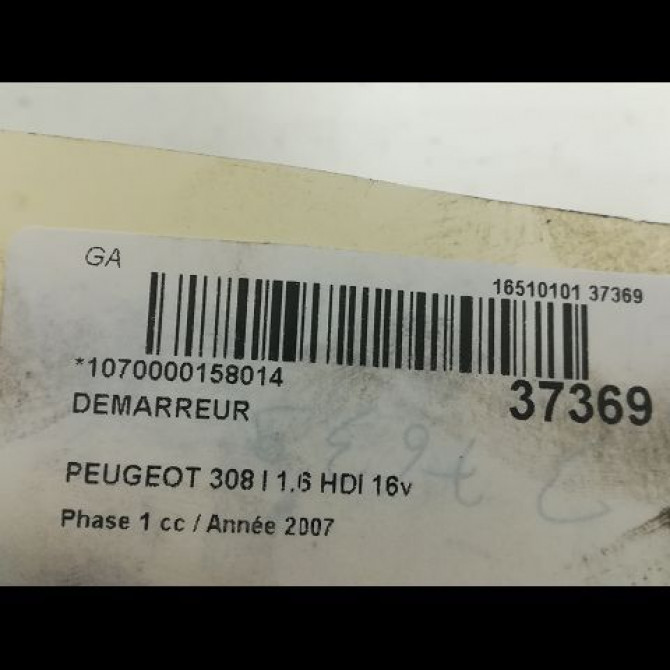 GA
16510101 37369
*1070000158014
37369
DEMARREUR
PEUGEOT 308 I 1.6 HDI 16v
Phase 1 cc / Année 2007